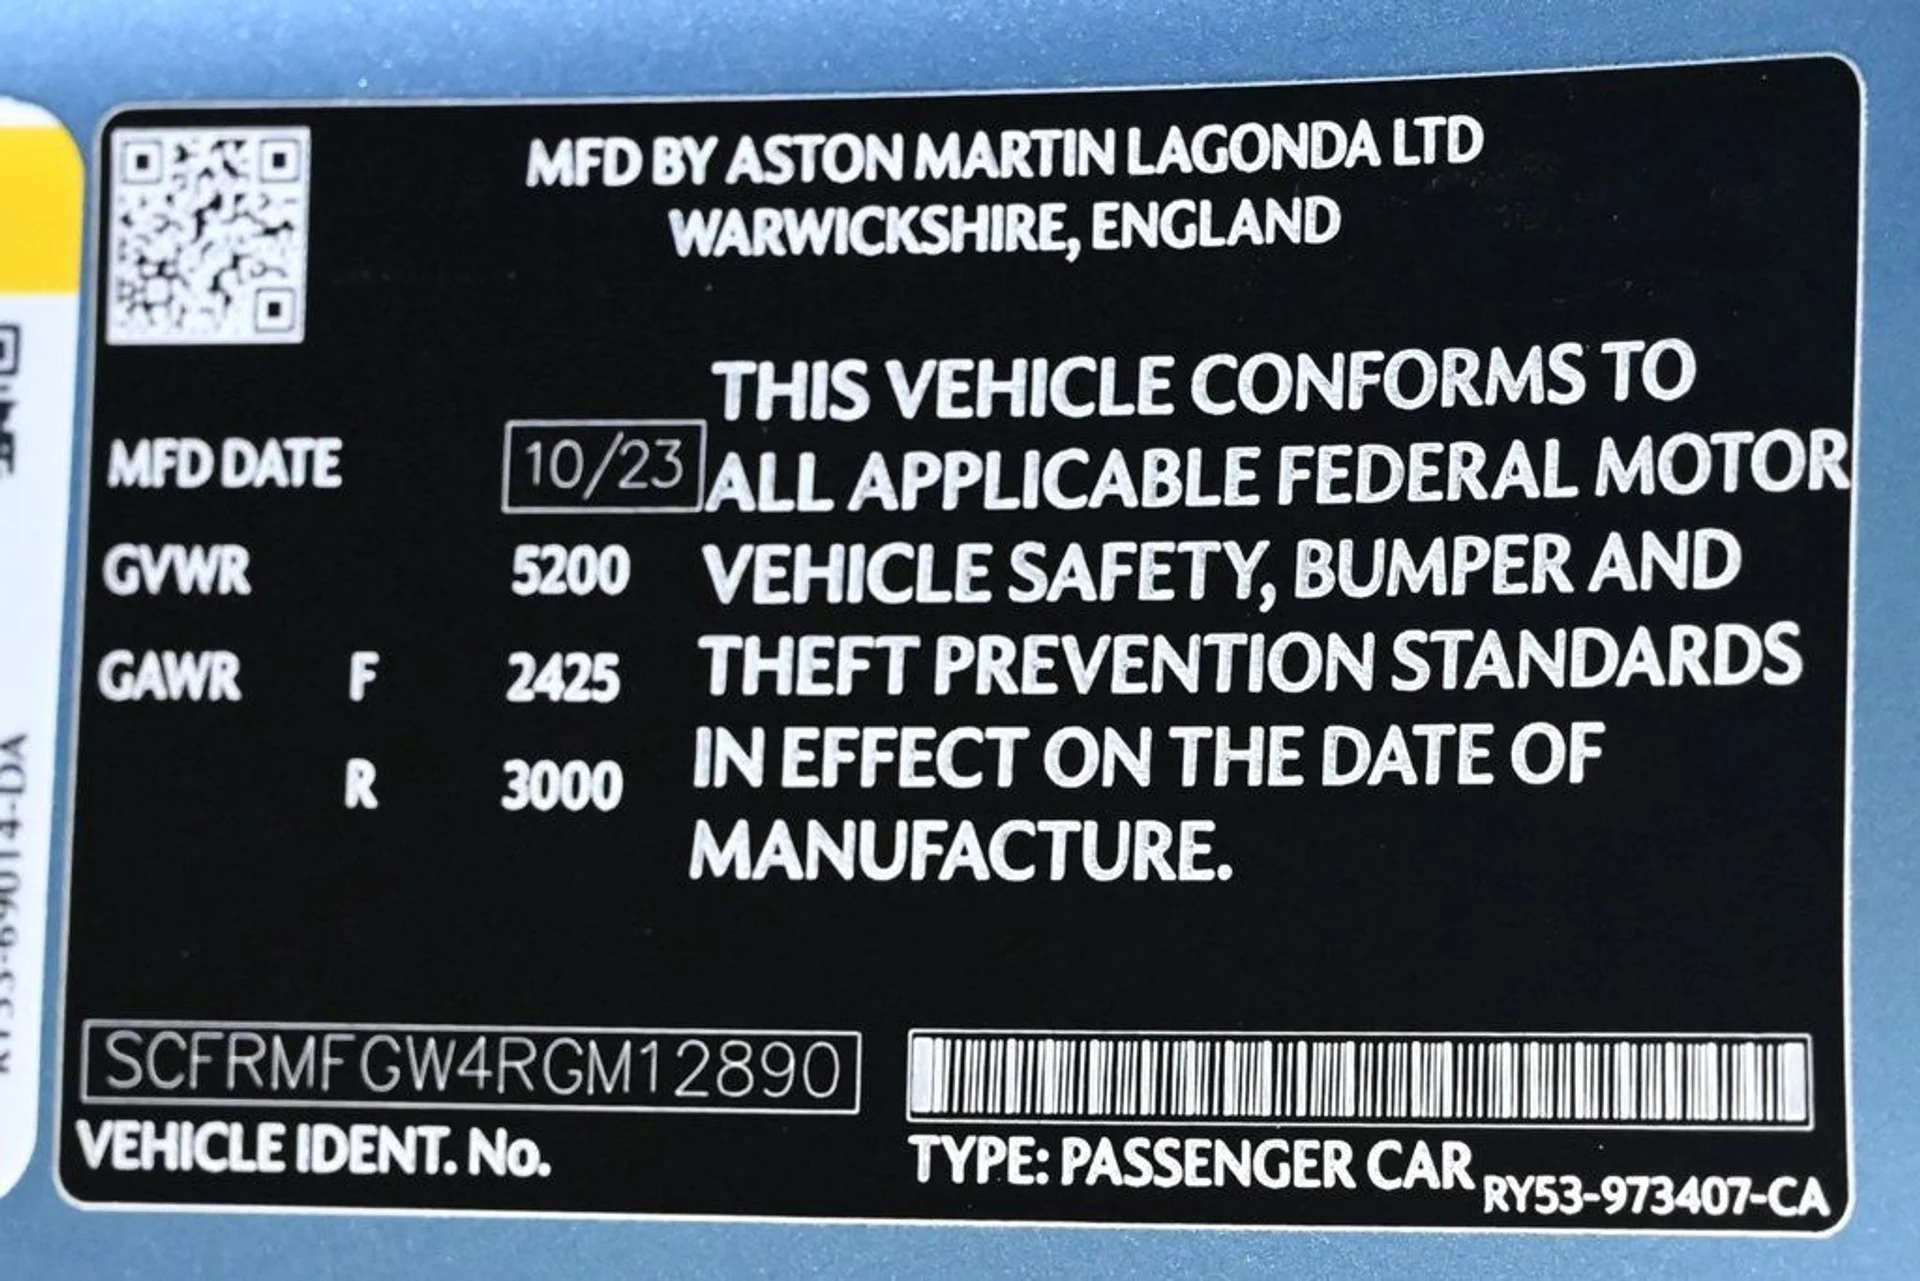 MFD BY ASTON MARTIN LAGONDA LTD
WARWICKSHIRE, ENGLAND
MFD DATE 10/23
GVWR 5200
GAWR F 2425
R 3000
THIS VEHICLE CONFORMS TO
ALL APPLICABLE FEDERAL MOTOR
VEHICLE SAFETY, BUMPER AND
THEFT PREVENTION STANDARDS
IN EFFECT ON THE DATE OF
MANUFACTURE.
SCFRMFGW4RGM12890
VEHICLE IDENT. No.
TYPE: PASSENGER CAR
RY53-973407-CA